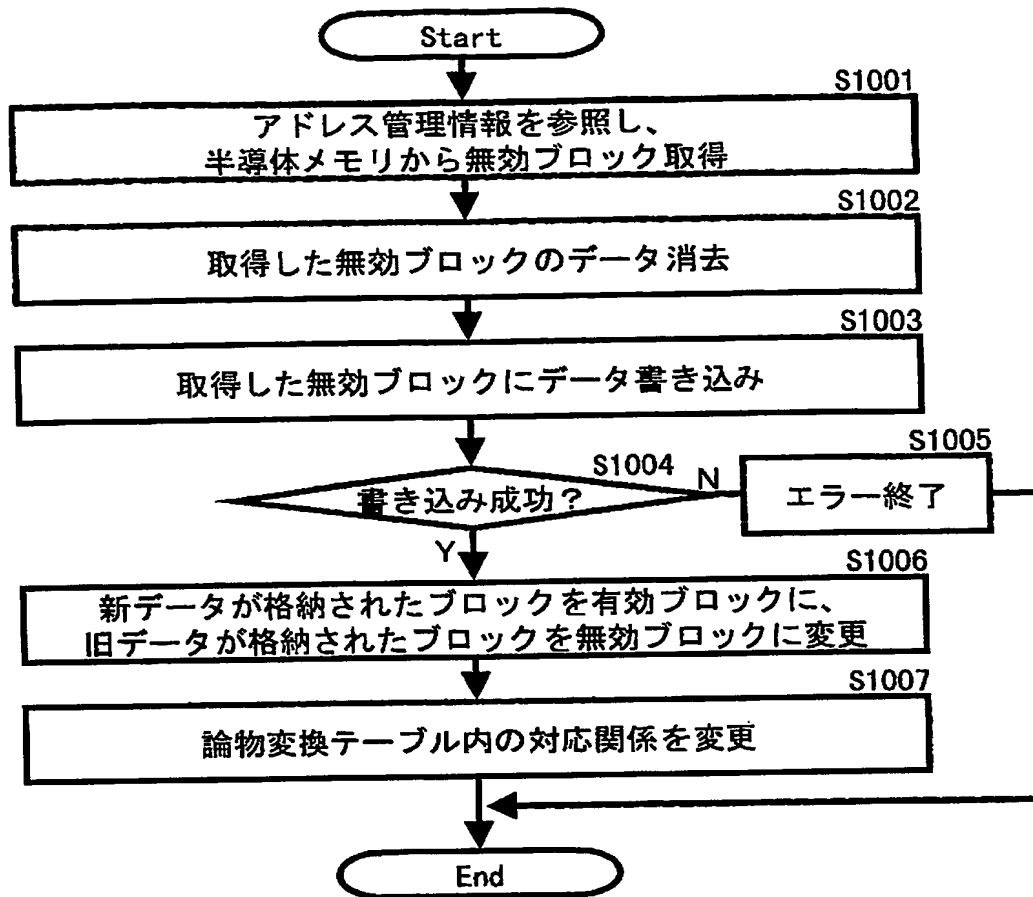 Start
S1001
アドレス管理情報を参照し、
半導体メモリから無効ブロック取得
S1002
取得した無効ブロックのデータ消去
S1003
取得した無効ブロックにデータ書き込み
S1004
書き込み成功?
N
S1005
エラー終了
Y
S1006
新データが格納されたブロックを有効ブロックに、
旧データが格納されたブロックを無効ブロックに変更
S1007
論物変換テーブル内の対応関係を変更
End